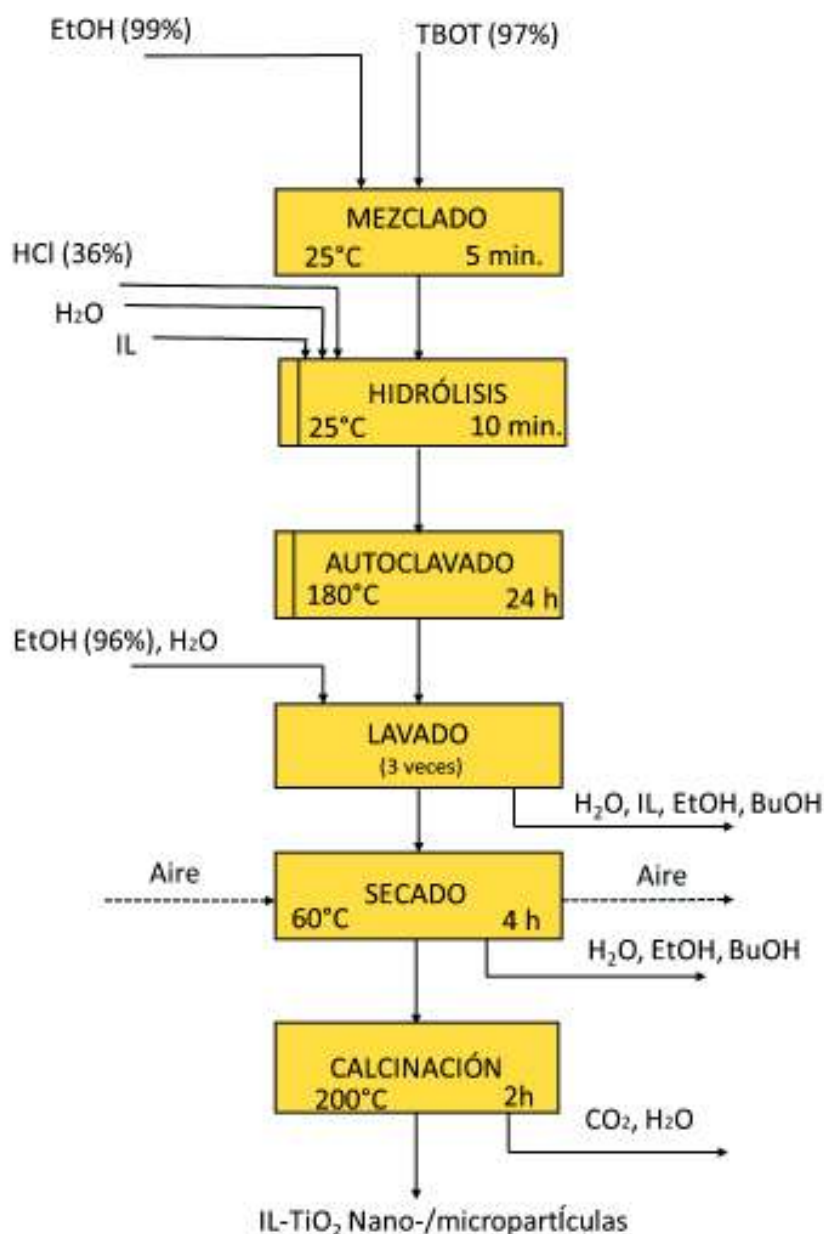 EtOH (99%)
TBOT (97%)
MEZCLADO
25°C 5 min.
HCl (36%)
H2O
IL
HIDRÓLISIS
25°C 10 min.
AUTOCLAVADO
180°C 24 h
EtOH (96%), H2O
LAVADO
(3 veces)
H₂O, IL, EtOH, BuOH
Aire
SECADO
Aire
60°C 4 h
H₂O, EtOH, BuOH
CALCINACIÓN
200°C 2h
CO2, H2O
IL-TiO₂ Nano-/micropartículas